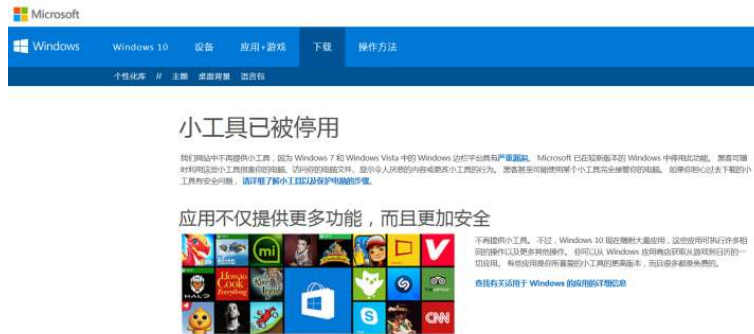 Microsoft
Windows
Windows 10 设备 应用+游戏 下载 操作方法
个性化库 // 主题 桌面背景 语言包
小工具已被停用
我们网站中不再提供小工具，因为 Windows 7 和 Windows Vista 中的 Windows 边栏平台具有严重漏洞。 Microsoft 已在较新版本的 Windows 中停用此功能。 黑客可随
时利用这些小工具损害你的电脑、访问你的电脑文件、显示令人厌恶的内容或更改小工具的行为。 黑客甚至可能使用某个小工具完全接管你的电脑。 如果你担心过去下载的小
工具有安全问题，请详细了解小工具以及保护电脑的步骤。
应用不仅提供更多功能，而且更加安全
不再提供小工具。 不过，Windows 10 现在随附大量应用，这些应用可执行许多相
同的操作以及更多其他操作。 你可以从 Windows 应用商店获取从游戏到日历的一
切应用。 有些应用是你所喜爱的小工具的更高版本，而且很多都是免费的。
查找有关适用于 Windows 的应用的详细信息
mi
HALO
How to
Cook
Everything
CNN